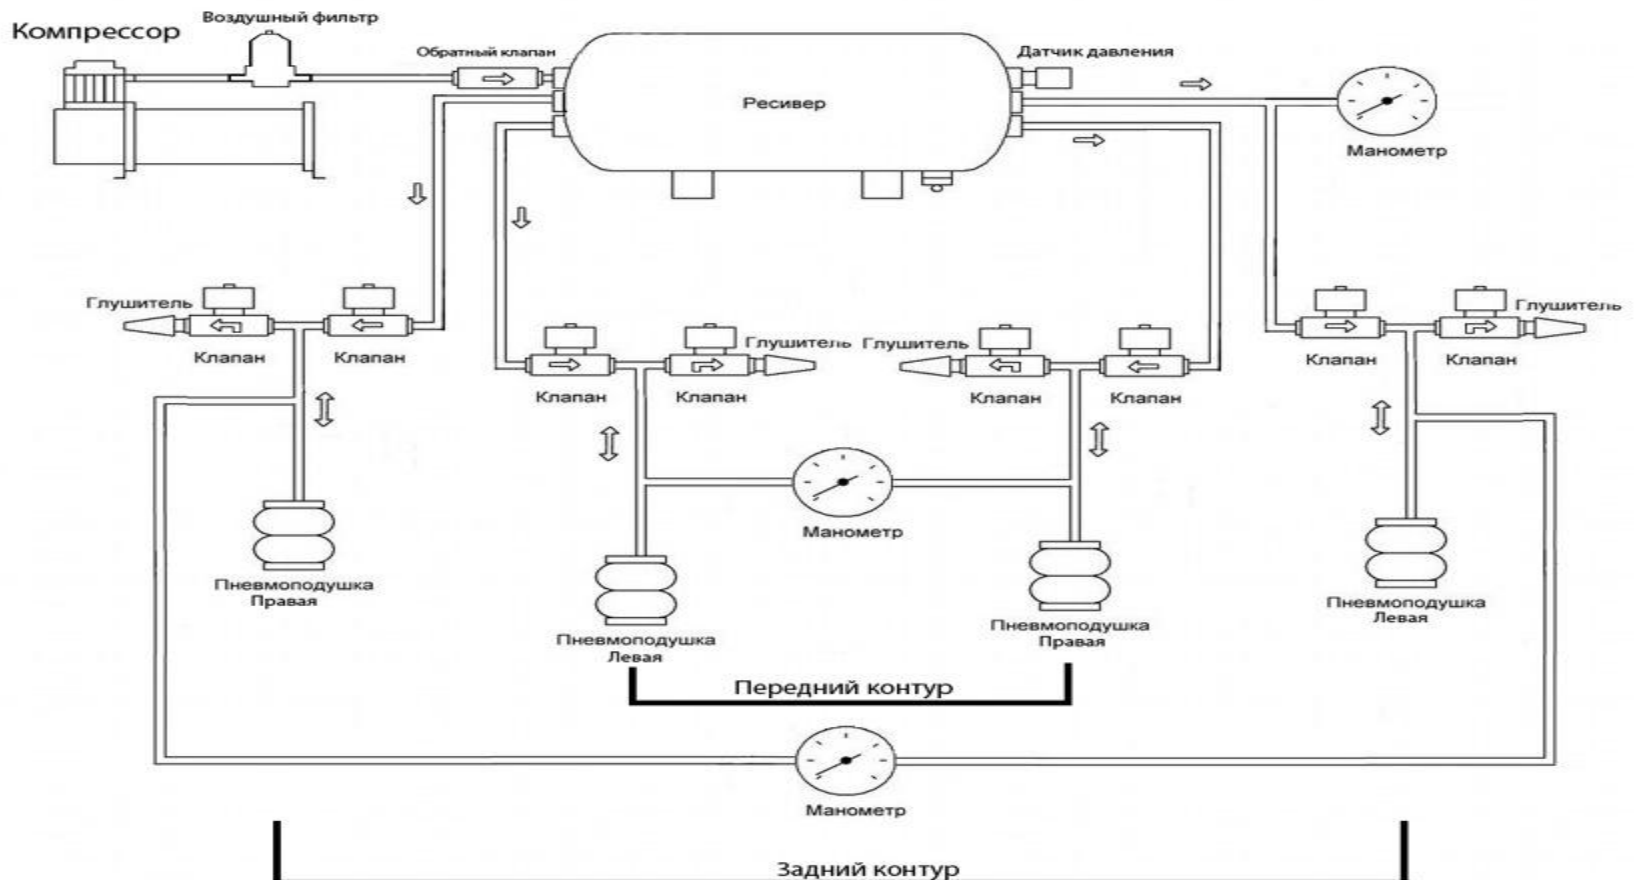 Воздушный фильтр
Компрессор
Обратный клапан
Датчик давления
Ресивер
Манометр
Глушитель
Клапан
Клапан
Клапан
Клапан
Глушитель
Глушитель
Клапан
Клапан
Клапан
Клапан
Глушитель
Манометр
Пневмоподушка
Правая
Пневмоподушка
Левая
Пневмоподушка
Правая
Пневмоподушка
Левая
Передний контур
Манометр
Задний контур